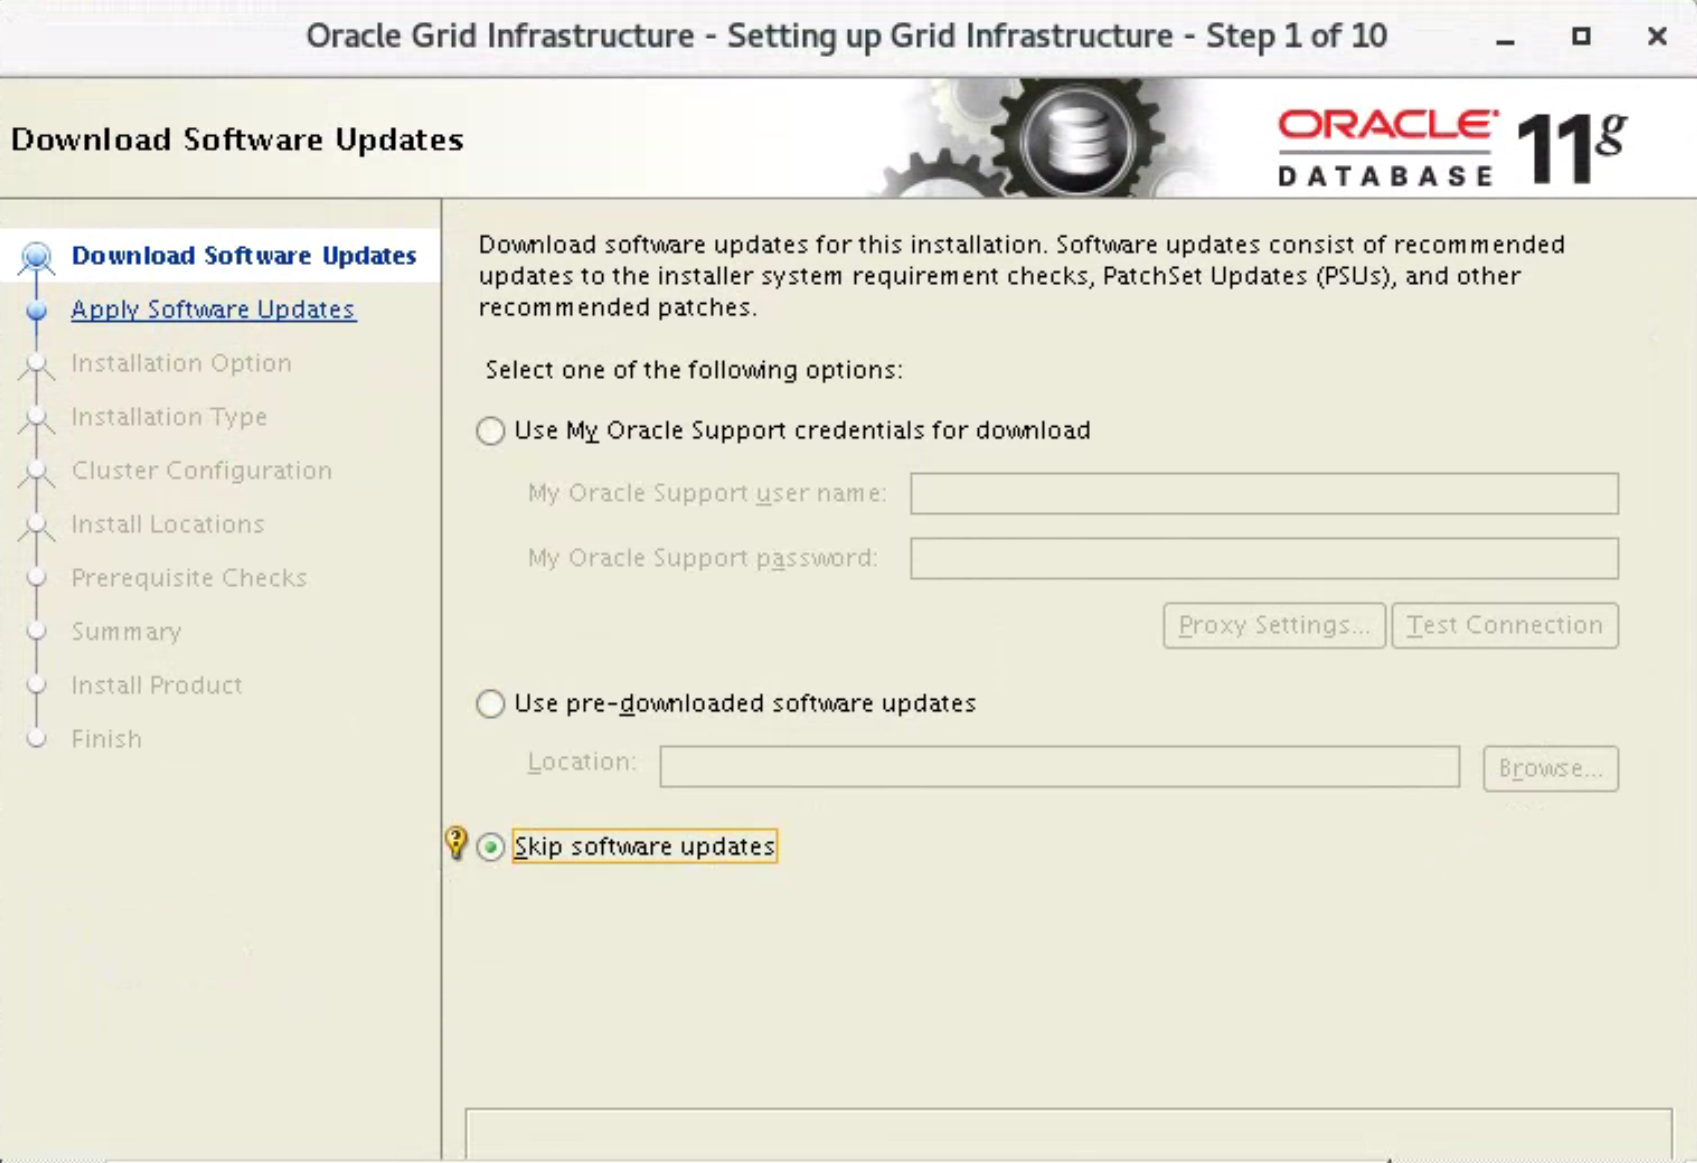 Oracle Grid Infrastructure - Setting up Grid Infrastructure - Step 1 of 10
Download Software Updates
ORACLE
DATABASE
11g
Download Software Updates
Apply Software Updates
Installation Option
Installation Type
Cluster Configuration
Install Locations
Prerequisite Checks
Summary
Install Product
Finish
Download software updates for this installation. Software updates consist of recommended
updates to the installer system requirement checks, PatchSet Updates (PSUs), and other
recommended patches.
Select one of the following options:
Use My Oracle Support credentials for download
My Oracle Support user name:
My Oracle Support password:
Proxy Settings... Test Connection
Use pre-downloaded software updates
Location: Browse...
Skip software updates